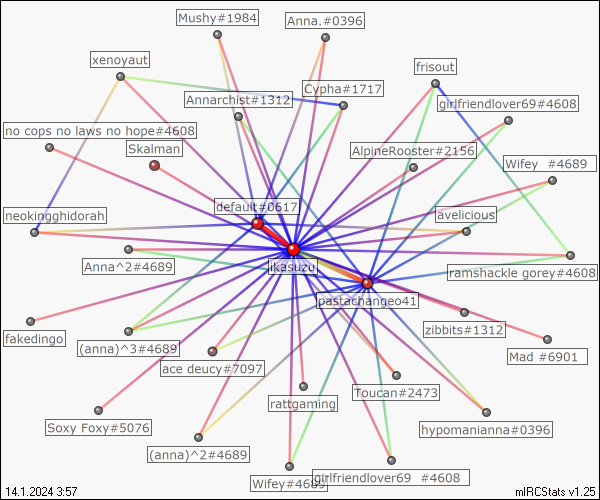 Mushy#1984
Anna.#0396
xenoyaut
frisout
Cypha#1717
Annarchist#1312
girlfriendlover69#4608
no cops no laws no hope#4608
Skalman
AlpineRooster#2156
Wifey #4689
default#0617
neokingghidorah
avelicious
Anna^2#4689
ikasuzu
ramshackle gorey#4608
pastachangeo41
fakedingo
zibbits#1312
(anna)^3#4689
Mad #6901
ace deucy#7097
Toucan#2473
rattgaming
Soxy Foxy#5076
hypomanianna#0396
(anna)^2#4689
Wifey#4689
girlfriendlover69 #4608
14.1.2024 3:57
mIRCStats v1.25